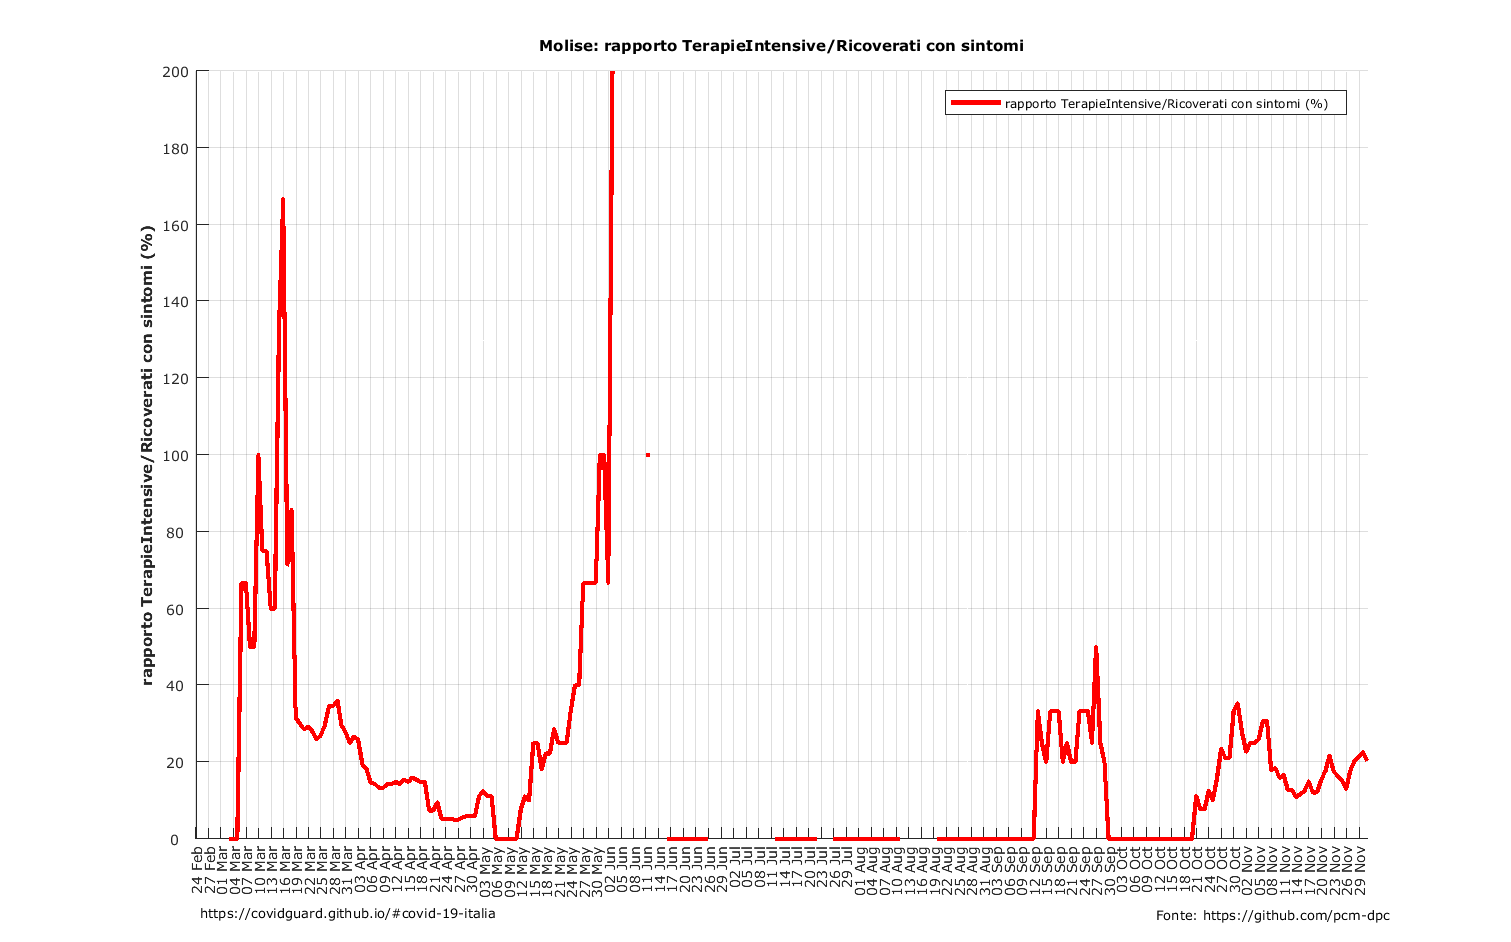 Molise: rapporto TerapieIntensive/Ricoverati con sintomi
rapporto TerapieIntensive/Ricoverati con sintomi (%)
rapporto TerapieIntensive/Ricoverati con sintomi (%)
200
180
160
140
120
100
80
60
40
20
0
24 Feb
27 Feb
01 Mar
04 Mar
07 Mar
10 Mar
13 Mar
16 Mar
19 Mar
22 Mar
25 Mar
28 Mar
31 Mar
03 Apr
06 Apr
09 Apr
12 Apr
15 Apr
18 Apr
21 Apr
24 Apr
27 Apr
30 Apr
03 May
06 May
09 May
12 May
15 May
18 May
21 May
24 May
27 May
30 May
02 Jun
05 Jun
08 Jun
11 Jun
14 Jun
17 Jun
20 Jun
23 Jun
26 Jun
29 Jun
02 Jul
05 Jul
08 Jul
11 Jul
14 Jul
17 Jul
20 Jul
23 Jul
26 Jul
29 Jul
01 Aug
04 Aug
07 Aug
10 Aug
13 Aug
16 Aug
19 Aug
22 Aug
25 Aug
28 Aug
31 Aug
03 Sep
06 Sep
09 Sep
12 Sep
15 Sep
18 Sep
21 Sep
24 Sep
27 Sep
30 Sep
03 Oct
06 Oct
09 Oct
12 Oct
15 Oct
18 Oct
21 Oct
24 Oct
27 Oct
30 Oct
02 Nov
05 Nov
08 Nov
11 Nov
14 Nov
17 Nov
20 Nov
23 Nov
26 Nov
29 Nov
https://covidguard.github.io/#covid-19-italia
Fonte: https://github.com/pcm-dpc